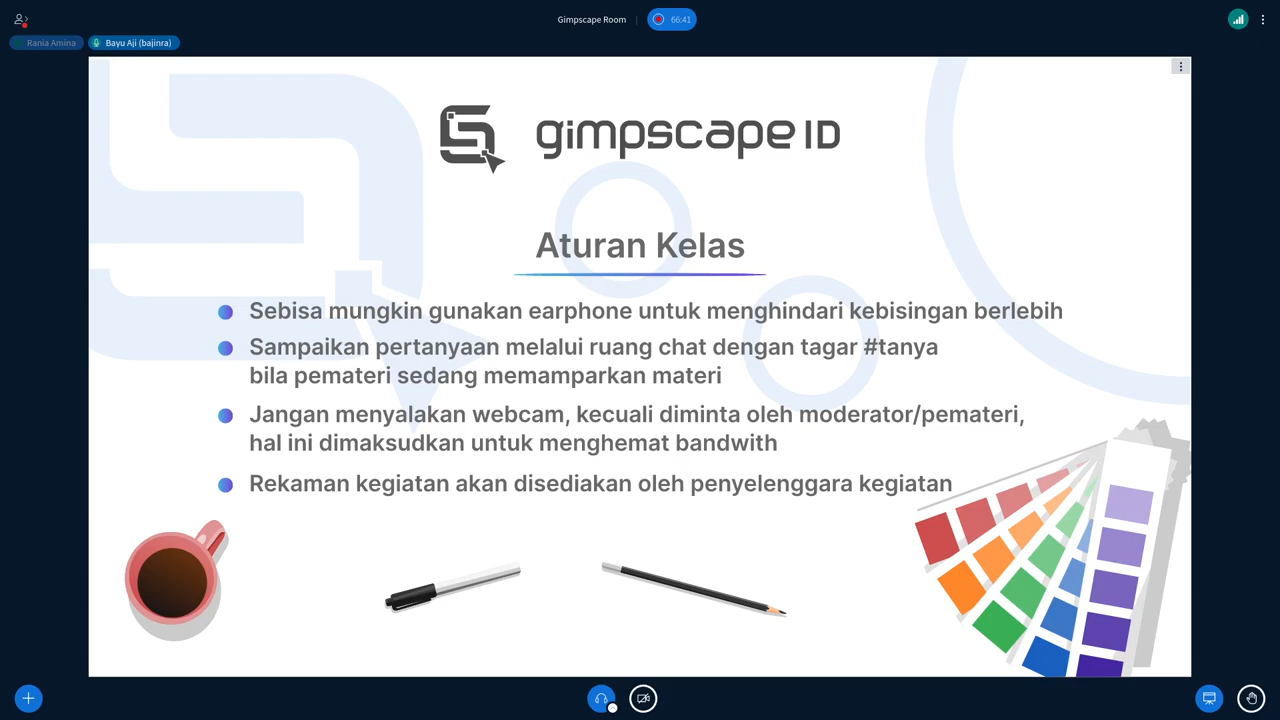 Gimpscape Room
66:41
Rania Amina
Bayu Aji (bajinra)
gimpscape ID
Aturan Kelas
Sebisa mungkin gunakan earphone untuk menghindari kebisingan berlebih
Sampaikan pertanyaan melalui ruang chat dengan tagar #tanya
bila pemateri sedang memamparkan materi
Jangan menyalakan webcam, kecuali diminta oleh moderator/pemateri,
hal ini dimaksudkan untuk menghemat bandwith
Rekaman kegiatan akan disediakan oleh penyelenggara kegiatan